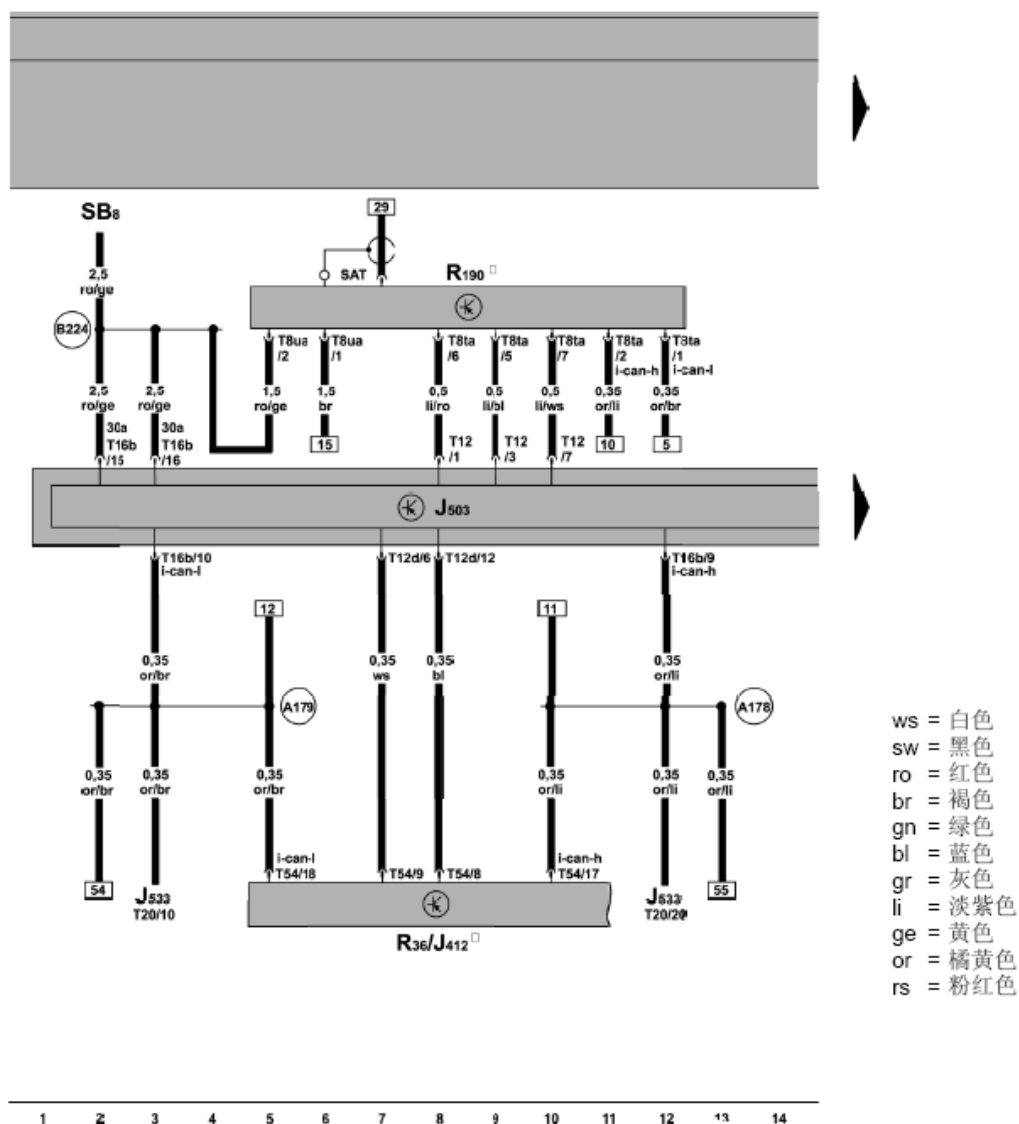 29
SB8
SAT
R190
2,5
ro/ge
B224
T8ua
/2
T8ua
/1
T8ta
/6
T8ta
/5
T8ta
/7
T8ta
/2
i-can-h
T8ta
/1
i-can-l
2,5
ro/ge
2,5
ro/ge
1,5
ro/ge
1,5
br
0,5
li/ro
0,5
li/bl
0,5
li/ws
0,35
or/li
0,35
or/br
30a
T16b
/15
30a
T16b
/16
15
T12
/1
T12
/3
T12
/7
10
5
J503
T16b/10
i-can-l
T12d/6
T12d/12
T16b/9
i-can-h
12
11
0,35
or/br
0,35
ws
0,35
bl
0,35
or/li
A179
A178
0,35
or/br
0,35
or/br
0,35
or/br
0,35
or/li
0,35
or/li
0,35
or/li
i-can-l
T54/18
T54/9
T54/8
i-can-h
T54/17
54
J533
T20/10
J533
T20/20
55
R36/J412
ws = 白色
sw = 黑色
ro = 红色
br = 褐色
gn = 绿色
bl = 蓝色
gr = 灰色
li = 淡紫色
ge = 黄色
or = 橘黄色
rs = 粉红色
1 2 3 4 5 6 7 8 9 10 11 12 13 14